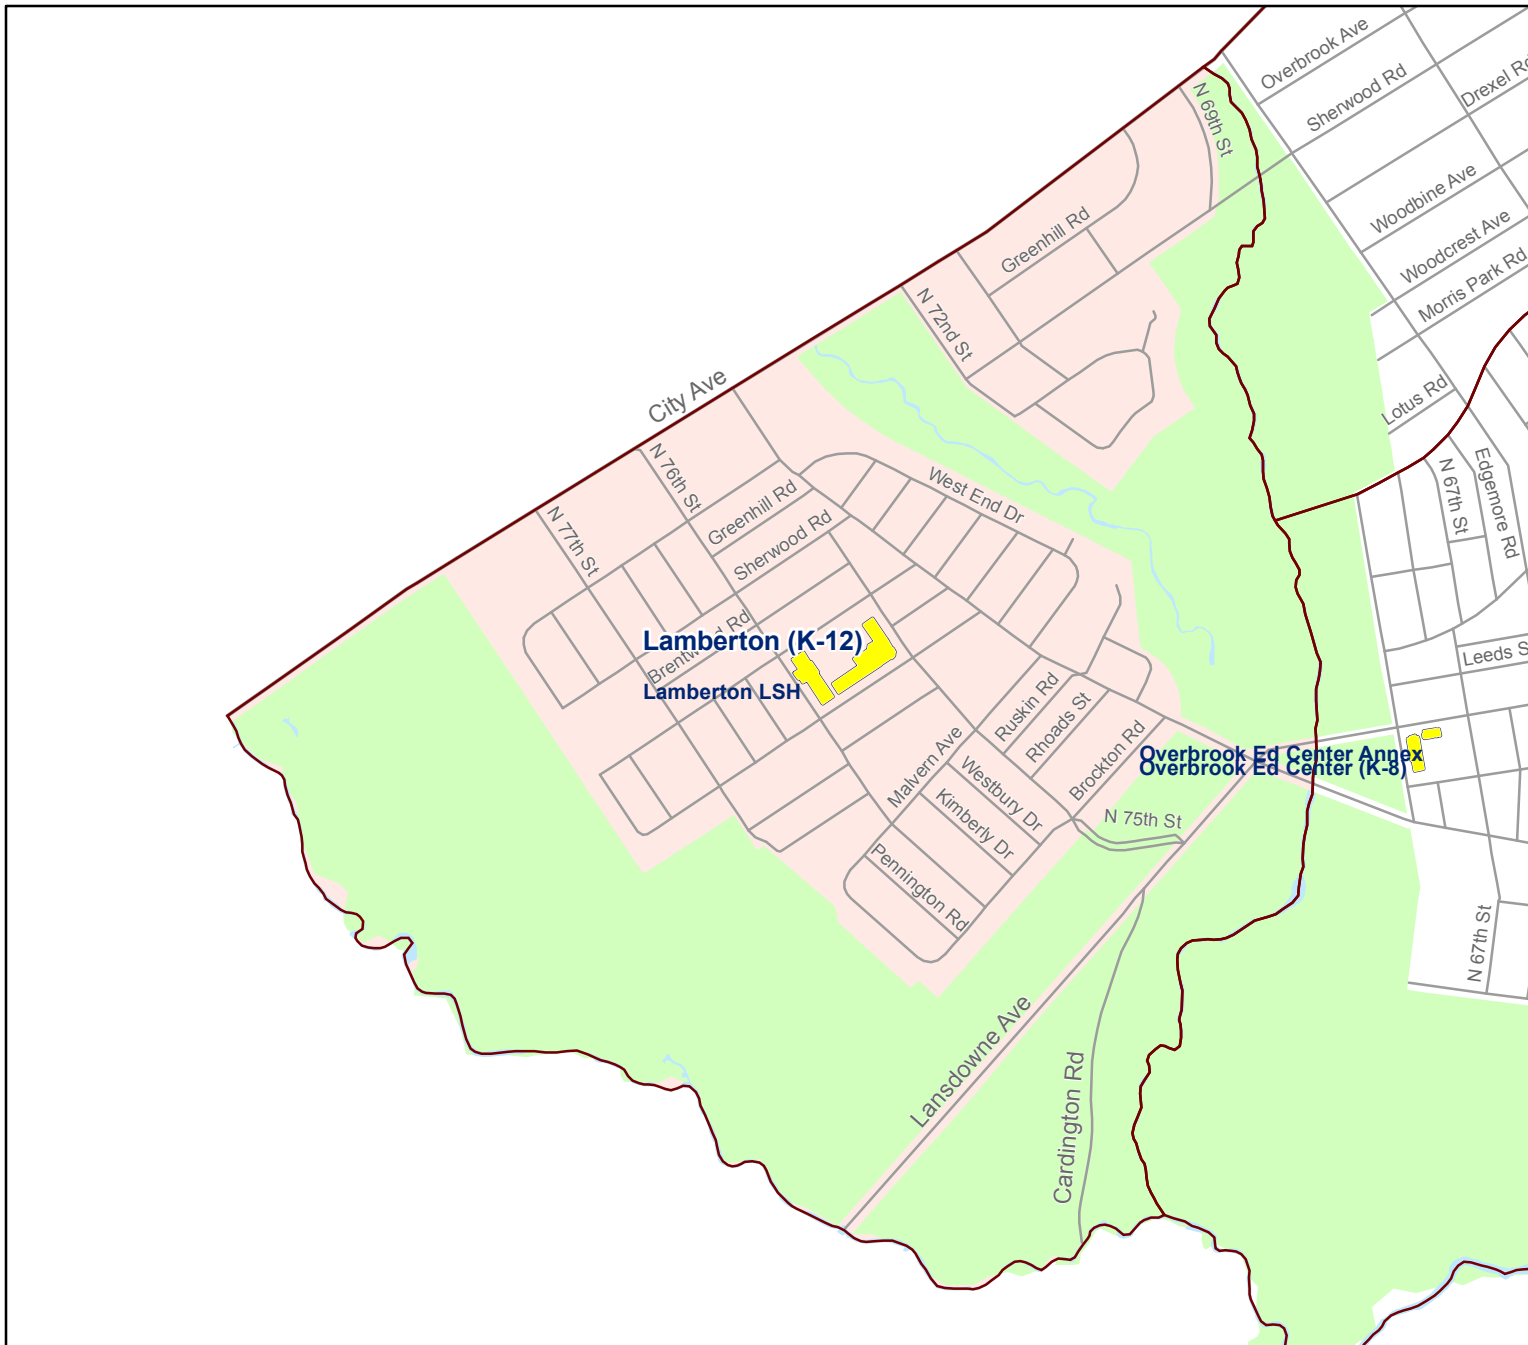 Overbrook Ave
Sherwood Rd
Drexel Rd
N 69th St
Woodbine Ave
Greenhill Rd
Woodcrest Ave
Morris Park Rd
N 72nd St
City Ave
Lotus Rd
N 76th St
Greenhill Rd
West End Dr
N 67th St
Edgemore Rd
N 77th St
Sherwood Rd
Brentwood Rd
Lamberton (K-12)
Leeds S
Lamberton LSH
Ruskin Rd
Rhoads St
Malvern Ave
Brockton Rd
Overbrook Ed Center Annex
Overbrook Ed Center (K-8)
Westbury Dr
Kimberly Dr
N 75th St
Pennington Rd
N 67th St
Lansdowne Ave
Cardington Rd